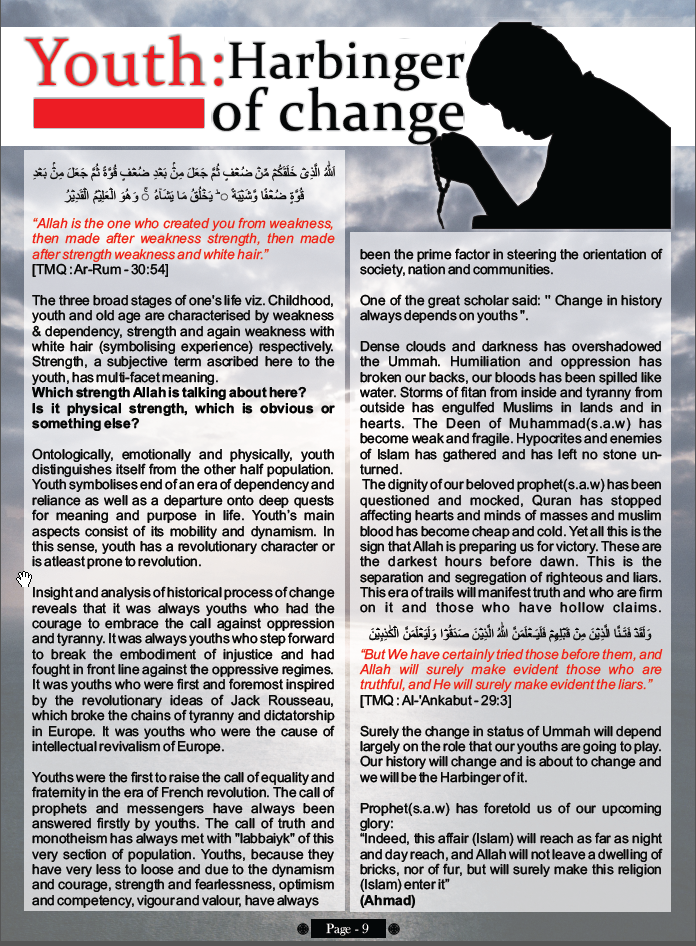 Youth: Harbinger
of change
اَللّٰهُ الَّذِىْ خَلَقَكُمْ مِّنْ ضُعْفٍ ثُمَّ جَعَلَ مِنْۢ بَعْدِ ضُعْفٍ قُوَّةً ثُمَّ جَعَلَ مِنْۢ بَعْدِ
قُوَّةٍ ضُعْفًا وَّشَيْبَةً ؕ يَخْلُقُ مَا يَشَآءُ ۚ وَهُوَ الْعَلِيْمُ الْقَدِيْرُ
“Allah is the one who created you from weakness,
then made after weakness strength, then made
after strength weakness and white hair.”
[TMQ :Ar-Rum - 30:54]
The three broad stages of one's life viz. Childhood,
youth and old age are characterised by weakness
& dependency, strength and again weakness with
white hair (symbolising experience) respectively.
Strength, a subjective term ascribed here to the
youth, has multi-facet meaning.
Which strength Allah is talking about here?
Is it physical strength, which is obvious or
something else?
Ontologically, emotionally and physically, youth
distinguishes itself from the other half population.
Youth symbolises end of an era of dependency and
reliance as well as a departure onto deep quests
for meaning and purpose in life. Youth's main
aspects consist of its mobility and dynamism. In
this sense, youth has a revolutionary character or
is atleast prone to revolution.
Insight and analysis of historical process of change
reveals that it was always youths who had the
courage to embrace the call against oppression
and tyranny. It was always youths who step forward
to break the embodiment of injustice and had
fought in front line against the oppressive regimes.
It was youths who were first and foremost inspired
by the revolutionary ideas of Jack Rousseau,
which broke the chains of tyranny and dictatorship
in Europe. It was youths who were the cause of
intellectual revivalism of Europe.
Youths were the first to raise the call of equality and
fraternity in the era of French revolution. The call of
prophets and messengers have always been
answered firstly by youths. The call of truth and
monotheism has always met with "labbaiyk" of this
very section of population. Youths, because they
have very less to loose and due to the dynamism
and courage, strength and fearlessness, optimism
and competency, vigour and valour, have always
been the prime factor in steering the orientation of
society, nation and communities.
One of the great scholar said: " Change in history
always depends on youths ".
Dense clouds and darkness has overshadowed
the Ummah. Humiliation and oppression has
broken our backs, our bloods has been spilled like
water. Storms of fitan from inside and tyranny from
outside has engulfed Muslims in lands and in
hearts. The Deen of Muhammad(s.a.w) has
become weak and fragile. Hypocrites and enemies
of Islam has gathered and has left no stone un-
turned.
The dignity of our beloved prophet(s.a.w) has been
questioned and mocked, Quran has stopped
affecting hearts and minds of masses and muslim
blood has become cheap and cold. Yet all this is the
sign that Allah is preparing us for victory. These are
the darkest hours before dawn. This is the
separation and segregation of righteous and liars.
This era of trails will manifest truth and who are firm
on it and those who have hollow claims.
وَلَقَدْ فَتَنَّا الَّذِيْنَ مِنْ قَبْلِهِمْ فَلَيَـعْلَمَنَّ اللّٰهُ الَّذِيْنَ صَدَقُوْا وَلَيَعْلَمَنَّ الْكٰذِبِيْنَ
“But We have certainly tried those before them, and
Allah will surely make evident those who are
truthful, and He will surely make evident the liars.”
[TMQ : Al-'Ankabut - 29:3]
Surely the change in status of Ummah will depend
largely on the role that our youths are going to play.
Our history will change and is about to change and
we will be the Harbinger of it.
Prophet(s.a.w) has foretold us of our upcoming
glory:
“Indeed, this affair (Islam) will reach as far as night
and day reach, and Allah will not leave a dwelling of
bricks, nor of fur, but will surely make this religion
(Islam) enter it”
(Ahmad)
Page - 9